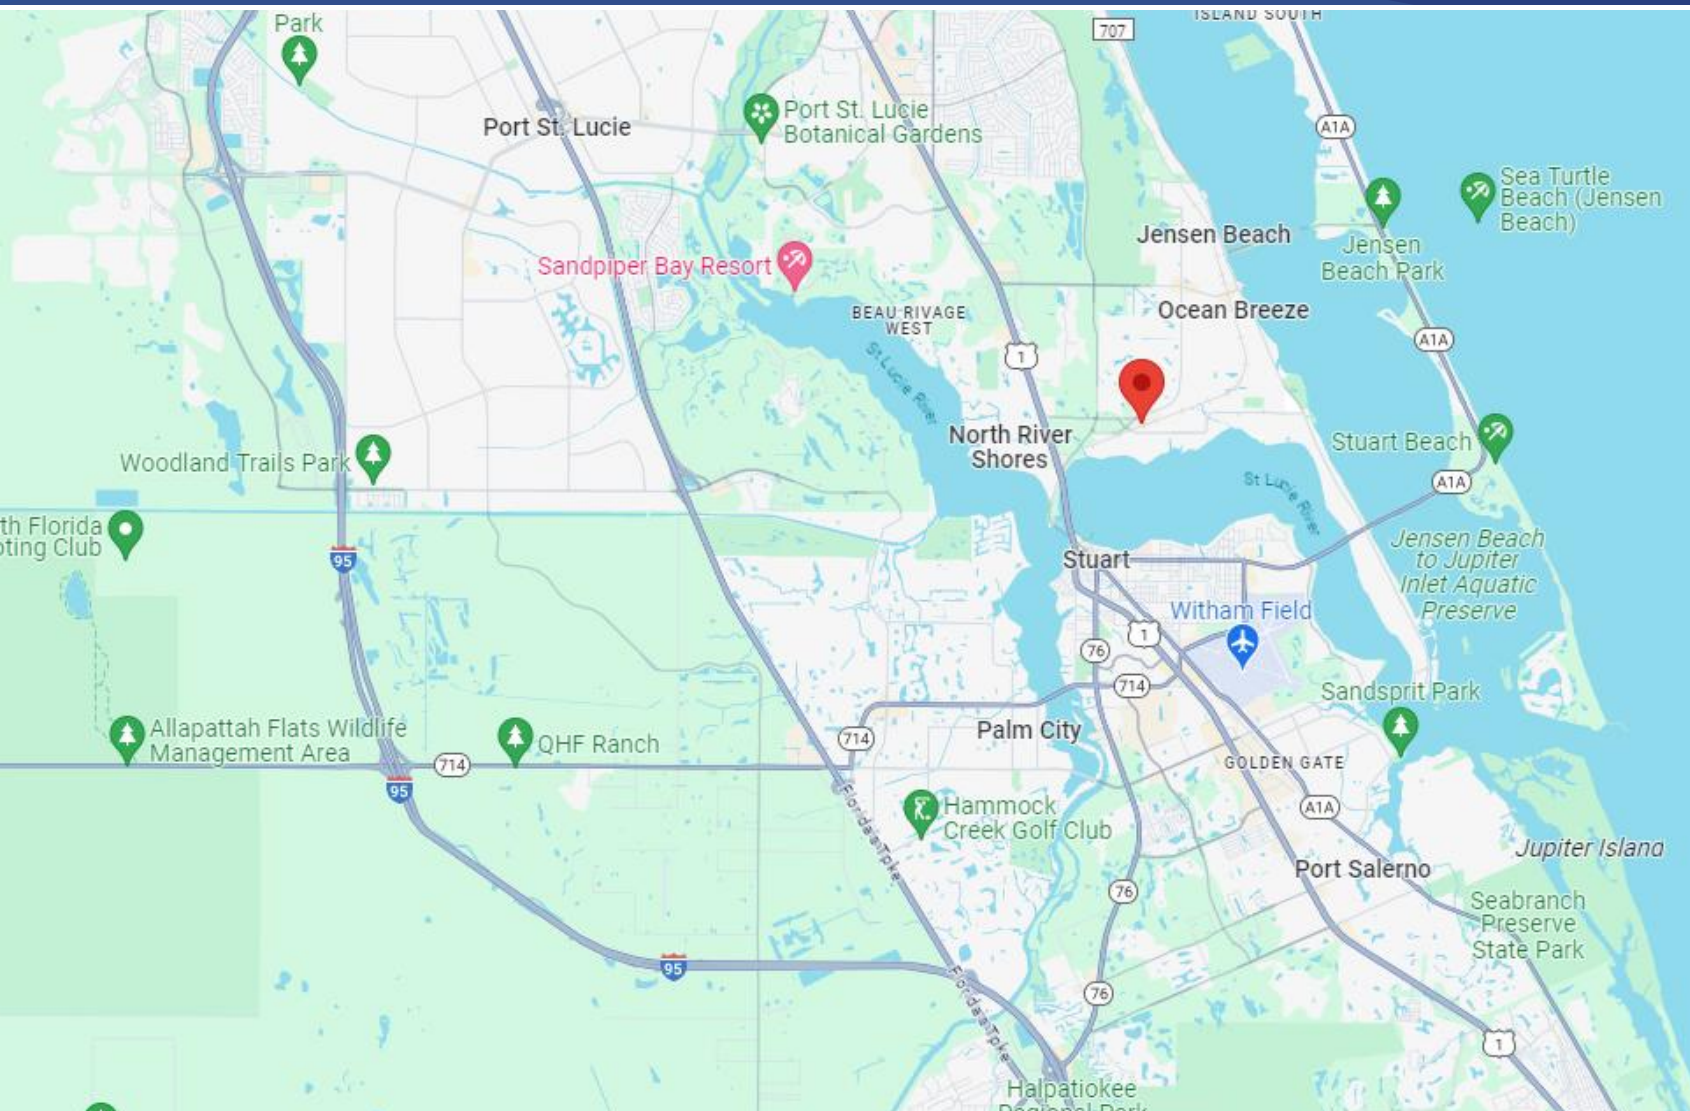 ISLAND SOUTH
Park
707
Port St. Lucie
Port St. Lucie
Botanical Gardens
A1A
Sea Turtle
Beach (Jensen
Beach)
Jensen Beach
Jensen
Beach Park
Sandpiper Bay Resort
BEAU RIVAGE
WEST
Ocean Breeze
A1A
1
St Lucie River
North River
Shores
Stuart Beach
Woodland Trails Park
A1A
St Lucie River
th Florida
oting Club
95
Jensen Beach
to Jupiter
Inlet Aquatic
Preserve
Stuart
Witham Field
1
76
714
Sandsprit Park
Allapattah Flats Wildlife
Management Area
714
QHF Ranch
714
Palm City
GOLDEN GATE
95
Hammock
Creek Golf Club
A1A
Florida's Tpke
Jupiter Island
Port Salerno
76
Seabranch
Preserve
State Park
95
Florida's Tpke
76
1
Halpatiokee
Regional Park